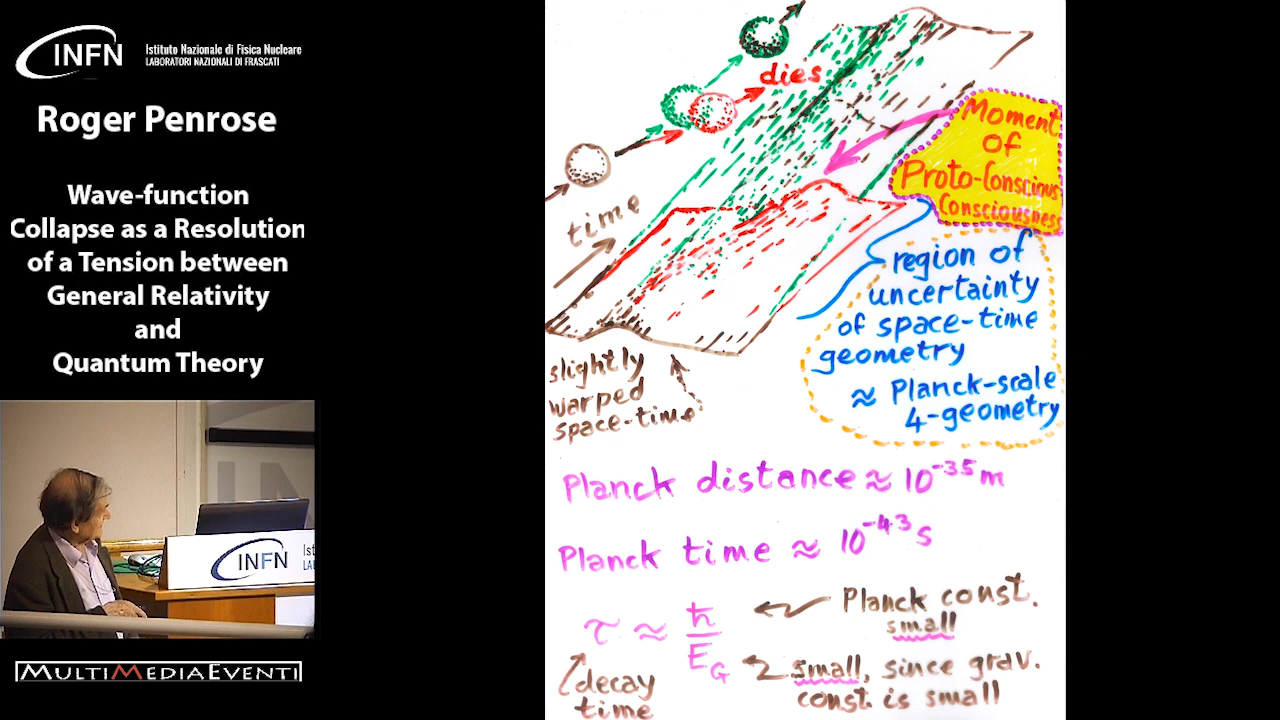 INFN
Istituto Nazionale di Fisica Nucleare
LABORATORI NAZIONALI DI FRASCATI
Roger Penrose
Wave-function
Collapse as a Resolution
of a Tension between
General Relativity
and
Quantum Theory
INFN
MULTIMEDIAEVENTI
dies
time
Moment
Of
Proto-Conscious
Consciousness
region of
uncertainty
of space-time
geometry
≈ Planck-scale
4-geometry
slightly
warped
space-time
Planck distance ≈ 10⁻³⁵ m
Planck time ≈ 10⁻⁴³ s
τ ≈ ħ/E_G
Planck const.
small
decay
time
small, since grav.
const. is small